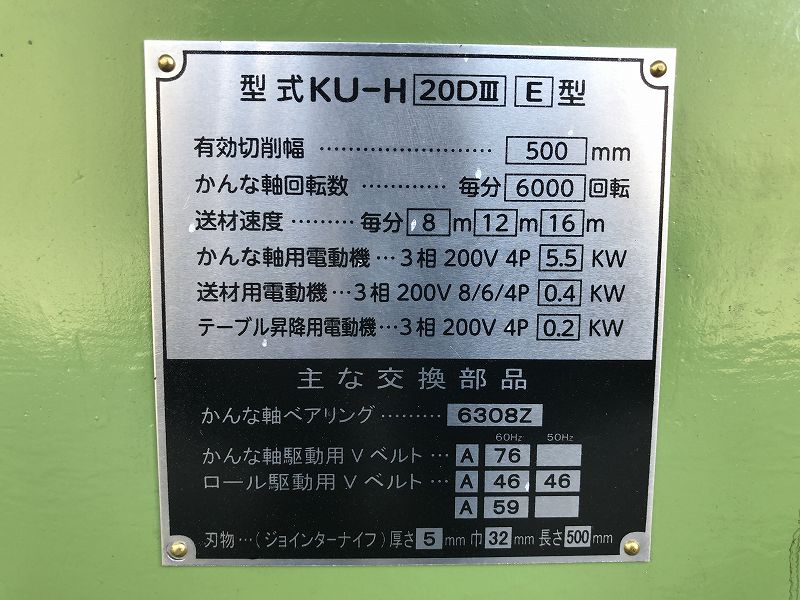 型式KU-H 20DⅢ E 型
有効切削幅 ························ 500 mm
かんな軸回転数 ············ 毎分 6000 回転
送材速度 ········· 毎分 8 m 12 m 16 m
かんな軸用電動機…3相 200V 4P 5.5 KW
送材用電動機…3相 200V 8/6/4P 0.4 KW
テーブル昇降用電動機…3相 200V 4P 0.2 KW
主な交換部品
かんな軸ベアリング ········· 6308Z
60Hz 50Hz
かんな軸駆動用Vベルト… A 76
ロール駆動用Vベルト… A 46 46
A 59
刃物…(ジョインターナイフ)厚さ 5 mm 巾 32 mm 長さ 500 mm